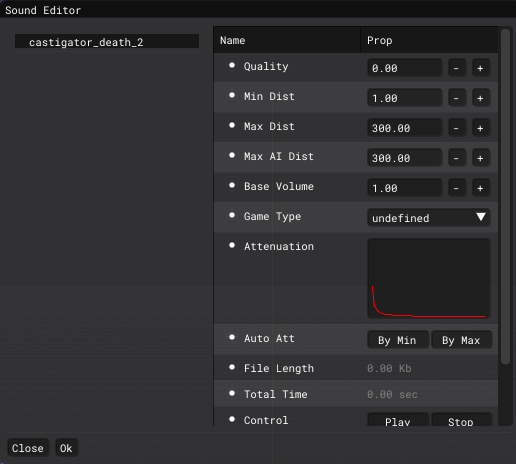 Sound Editor
castigator_death_2
Name Prop
Quality 0.00 - +
Min Dist 1.00 - +
Max Dist 300.00 - +
Max AI Dist 300.00 - +
Base Volume 1.00 - +
Game Type undefined
Attenuation
Auto Att By Min By Max
File Length 0.00 Kb
Total Time 0.00 sec
Control Play Stop
Close Ok